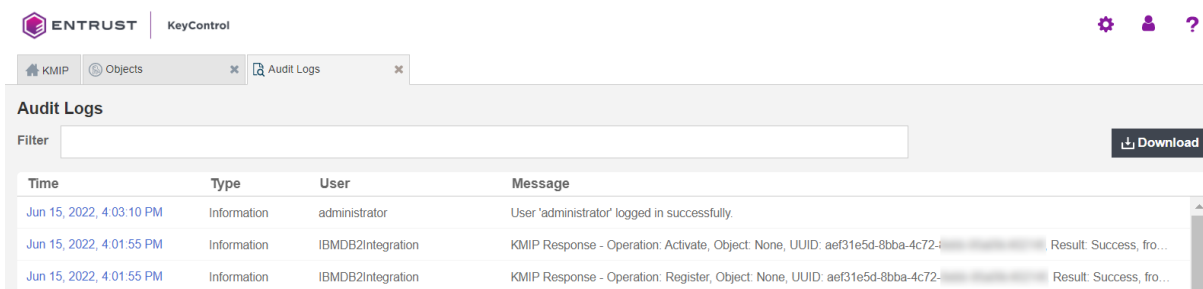 ENTRUST KeyControl ?
KMIP Objects Audit Logs
Audit Logs
Filter Download
Time Type User Message
Jun 15, 2022, 4:03:10 PM Information administrator User 'administrator' logged in successfully.
Jun 15, 2022, 4:01:55 PM Information IBMDB2Integration KMIP Response - Operation: Activate, Object: None, UUID: aef31e5d-8bba-4c72- Result: Success, fro...
Jun 15, 2022, 4:01:55 PM Information IBMDB2Integration KMIP Response - Operation: Register, Object: None, UUID: aef31e5d-8bba-4c72- Result: Success, fro...